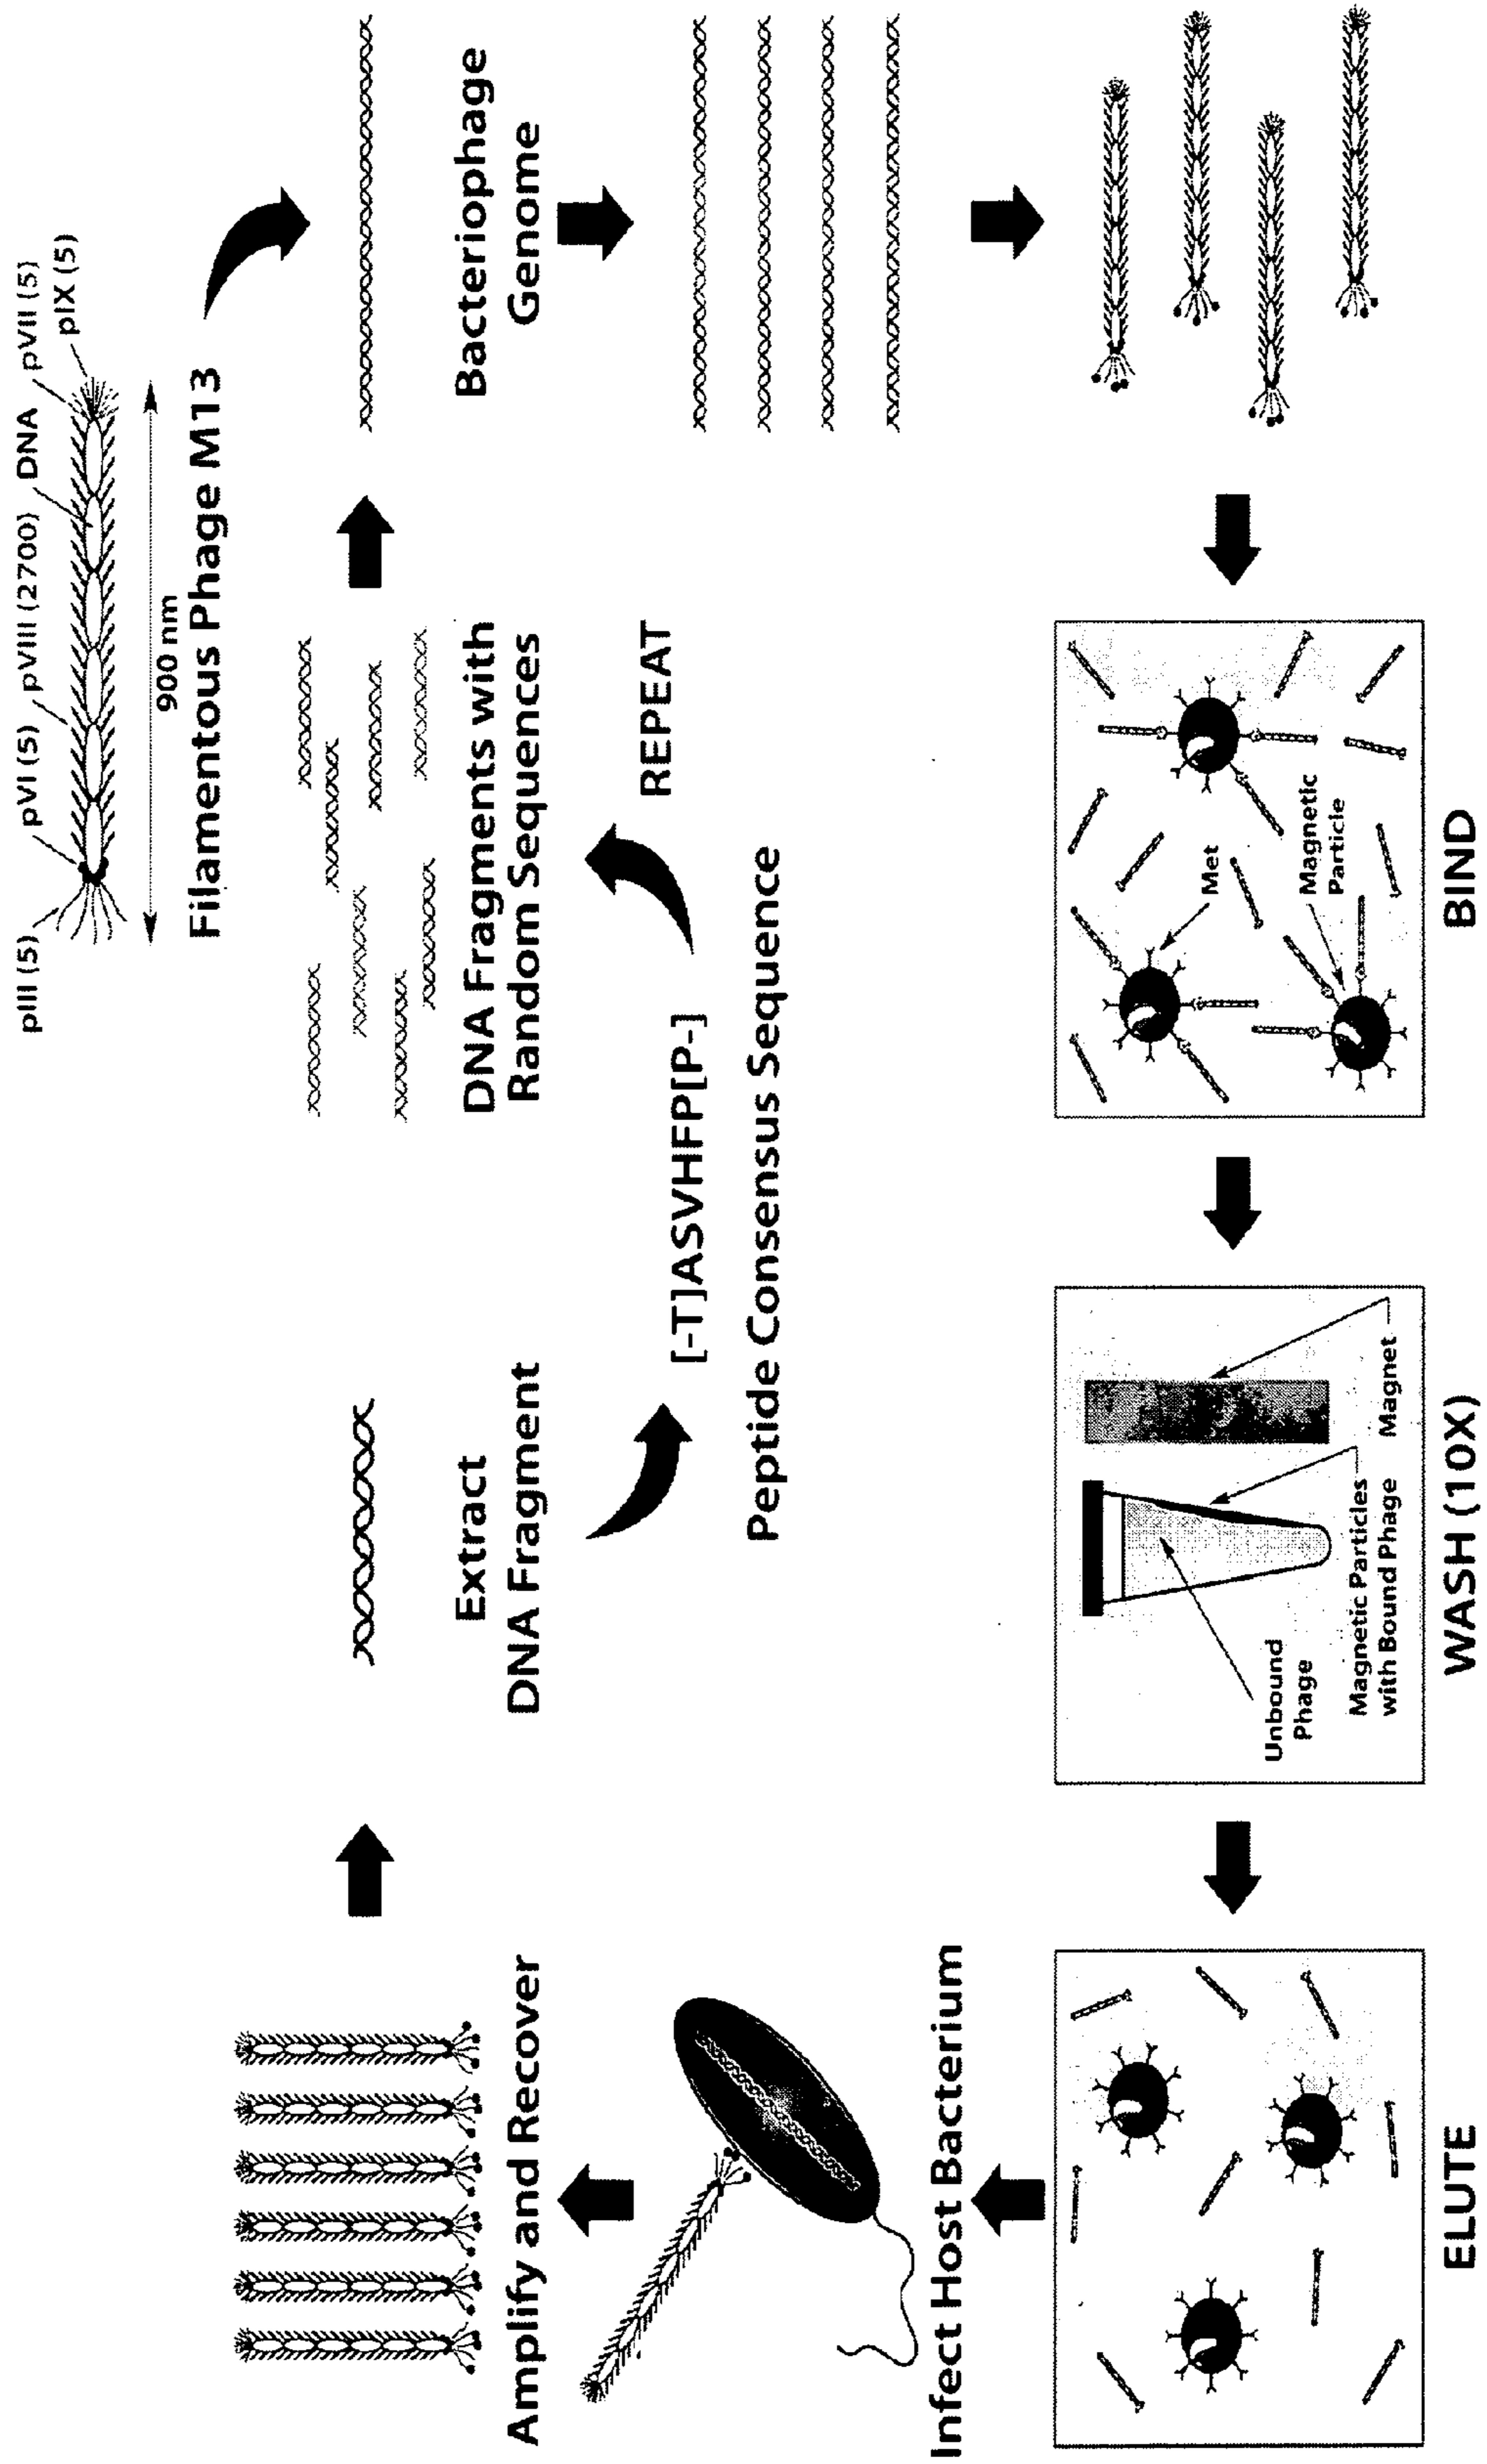 pIII (5)
pVI (5)
pVIII (2700)
DNA
pVII (5)
pIX (5)
900 nm
Filamentous Phage M13
DNA Fragments with
Random Sequences
Bacteriophage
Genome
BIND
Met
Magnetic
Particle
WASH (10X)
Unbound
Phage
Magnetic Particles
with Bound Phage
Magnet
ELUTE
Infect Host Bacterium
Amplify and Recover
Extract
DNA Fragment
[-T]ASVHFP[P-]
Peptide Consensus Sequence
REPEAT